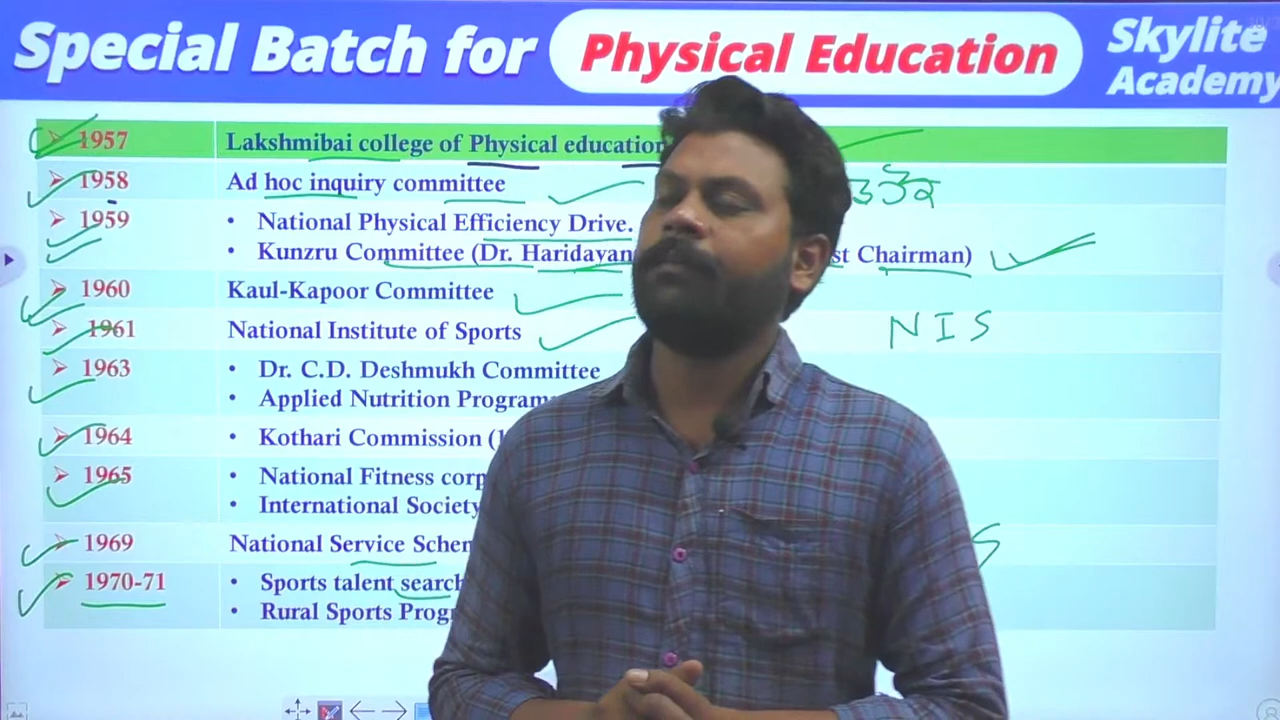 Special Batch for Physical Education Skylite Academy
1957 Lakshmibai college of Physical education
1958 Ad hoc inquiry committee
1959 • National Physical Efficiency Drive.
• Kunzru Committee (Dr. Haridayan st Chairman)
1960 Kaul-Kapoor Committee
1961 National Institute of Sports NIS
1963 • Dr. C.D. Deshmukh Committee
• Applied Nutrition Program
1964 • Kothari Commission (1
1965 • National Fitness corp
• International Society
1969 National Service Schem S
1970-71 • Sports talent search
• Rural Sports Progr